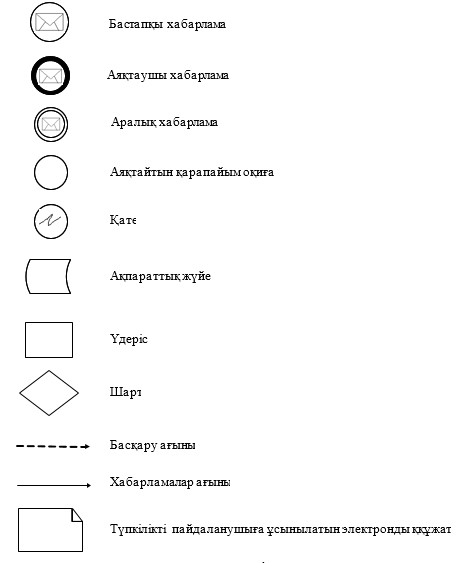 Бастапқы хабарлама
Аяқтаушы хабарлама
Аралық хабарлама
Аяқтайтын қарапайым оқиға
Қате
Ақпараттық жүйе
Үдеріс
Шарт
Басқару ағыны
Хабарламалар ағыны
Түпкілікті пайдаланушыға ұсынылатын электронды ққұжат